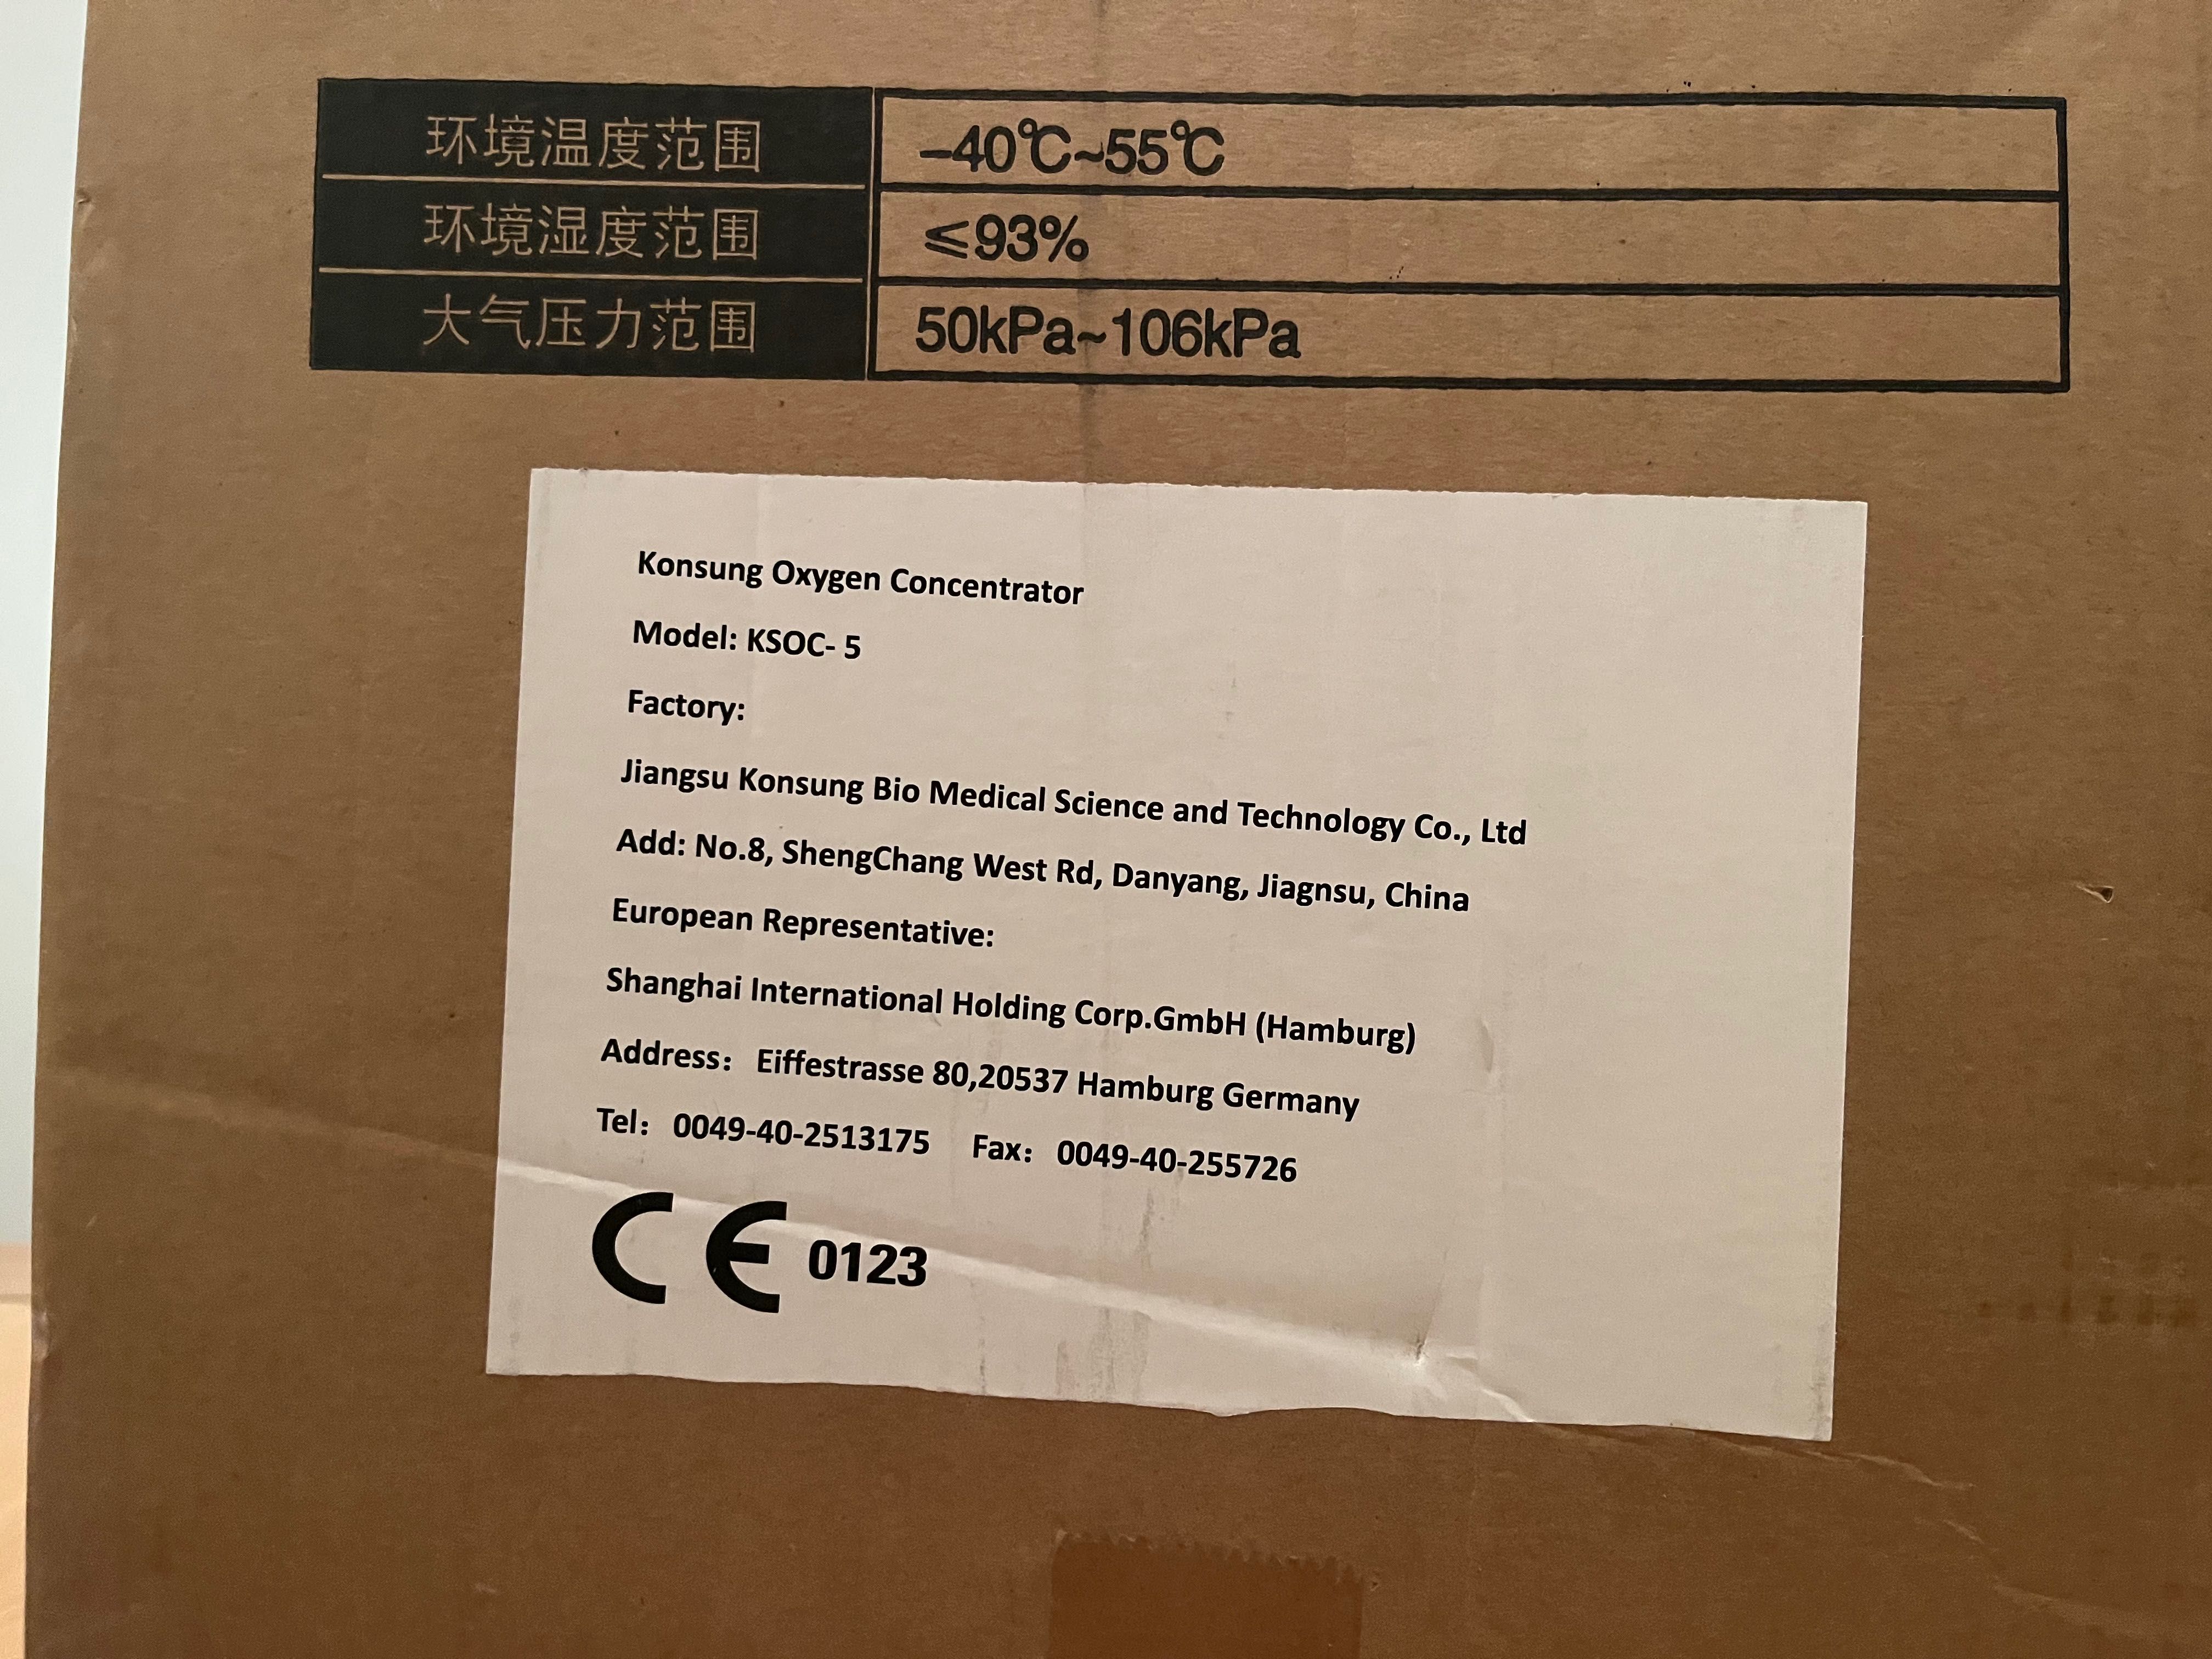 环境温度范围 -40℃~55℃
环境湿度范围 ≤93%
大气压力范围 50kPa~106kPa
Konsung Oxygen Concentrator
Model: KSOC- 5
Factory:
Jiangsu Konsung Bio Medical Science and Technology Co., Ltd
Add: No.8, ShengChang West Rd, Danyang, Jiagnsu, China
European Representative:
Shanghai International Holding Corp.GmbH (Hamburg)
Address: Eiffestrasse 80,20537 Hamburg Germany
Tel: 0049-40-2513175 Fax: 0049-40-255726
CE 0123